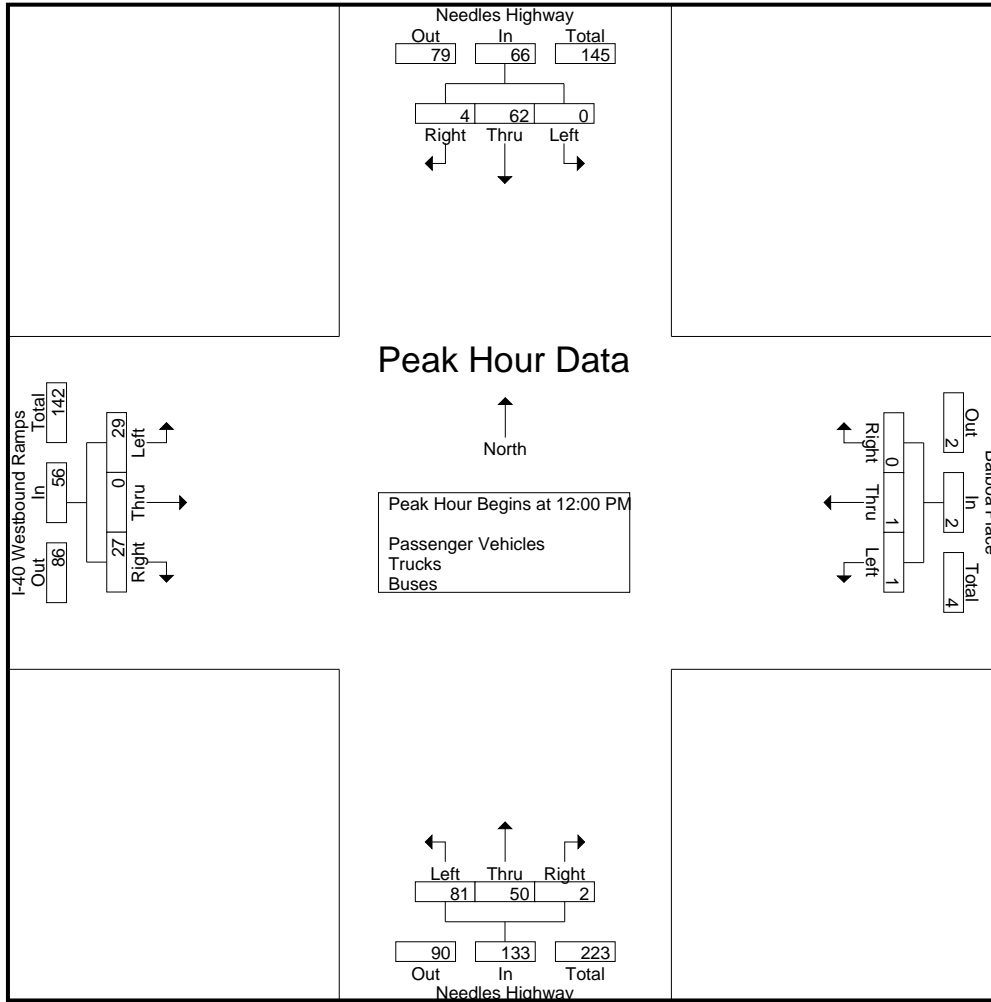 Needles Highway
Out In Total
79 66 145
4 62 0
Right Thru Left
Peak Hour Data
North
Peak Hour Begins at 12:00 PM
Passenger Vehicles
Trucks
Buses
I-40 Westbound Ramps
Out In Total
86 56 142
27 0 29
Right Thru Left
Balboa Place
Out In Total
2 2 4
0 1 1
Right Thru Left
Left Thru Right
81 50 2
90 133 223
Out In Total
Needles Highway